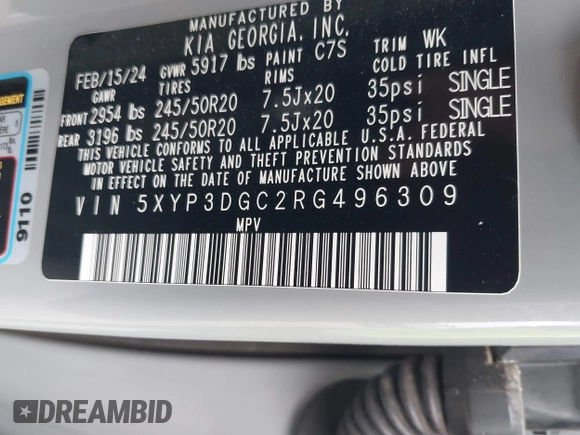 MANUFACTURED BY
KIA GEORGIA, INC.
FEB/15/24 GVWR 5917 lbs PAINT C7S TRIM WK
GAWR TIRES RIMS COLD TIRE INFL
FRONT 2954 lbs 245/50R20 7.5Jx20 35psi SINGLE
REAR 3196 lbs 245/50R20 7.5Jx20 35psi SINGLE
THIS VEHICLE CONFORMS TO ALL APPLICABLE U.S.A. FEDERAL
MOTOR VEHICLE SAFETY AND THEFT PREVENTION STANDARDS
IN EFFECT ON THE DATE OF MANUFACTURE SHOWN ABOVE.
VIN 5XYP3DGC2RG496309
MPV
9110
DREAMBID